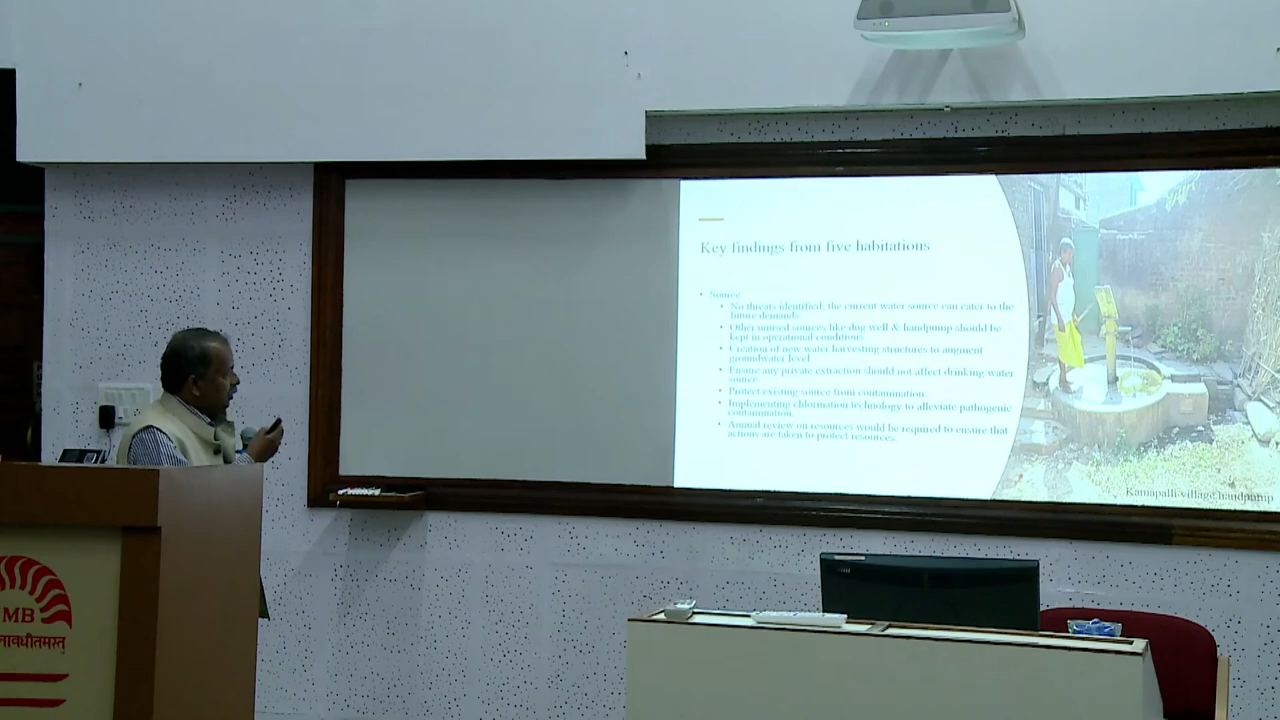 Key findings from five habitations
• Source
• No threats identified; the current water source can cater to the
future demands.
• Other unused sources like dug well & handpump should be
kept in operational conditions.
• Creation of new water harvesting structures to augment
groundwater level
• Ensure any private extraction should not affect drinking water
source
• Protect existing source from contamination.
• Implementing chlorination technology to alleviate pathogenic
contamination.
• Annual review on resources would be required to ensure that
actions are taken to protect resources.
Kamapalli village handpump
MB
नावधीतमस्तु